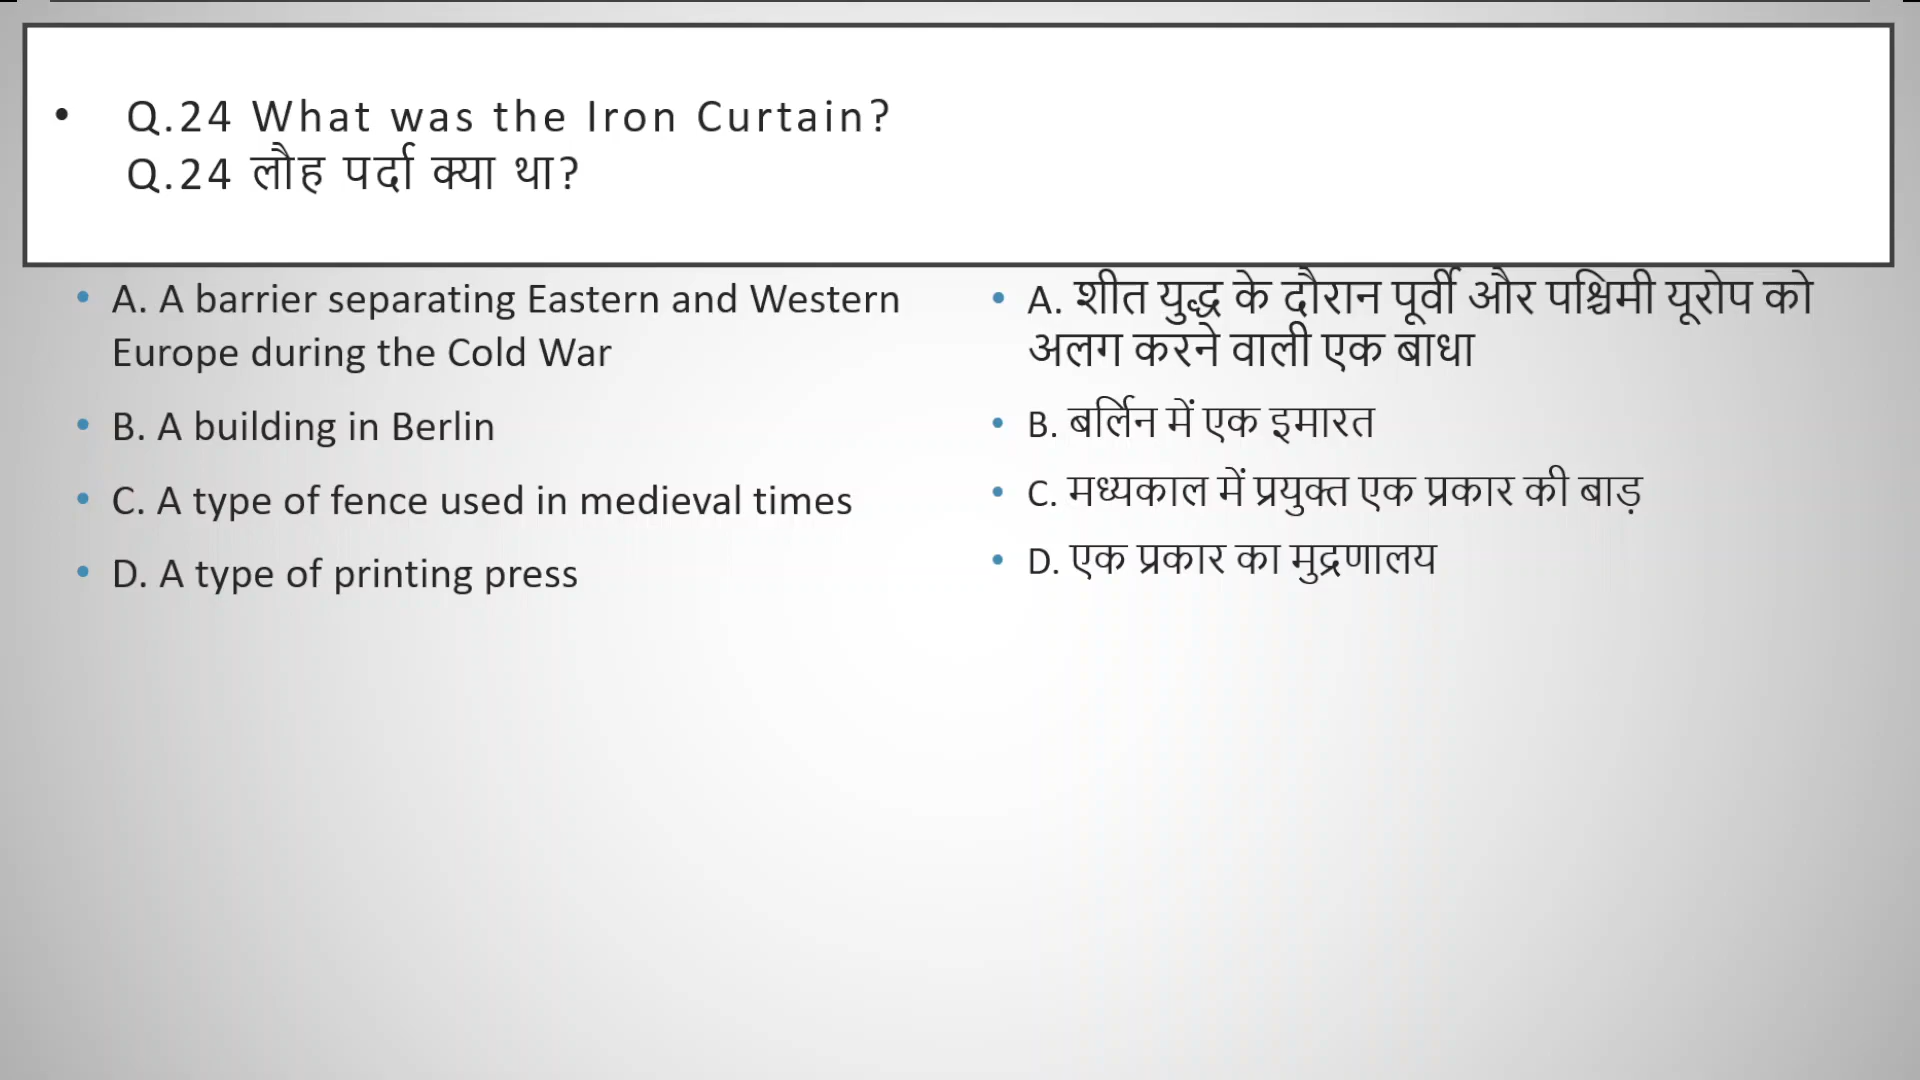 • Q.24 What was the Iron Curtain?
Q.24 लौह पर्दा क्या था?
• A. A barrier separating Eastern and Western
Europe during the Cold War
• B. A building in Berlin
• C. A type of fence used in medieval times
• D. A type of printing press
• A. शीत युद्ध के दौरान पूर्वी और पश्चिमी यूरोप को
अलग करने वाली एक बाधा
• B. बर्लिन में एक इमारत
• C. मध्यकाल में प्रयुक्त एक प्रकार की बाड़
• D. एक प्रकार का मुद्रणालय